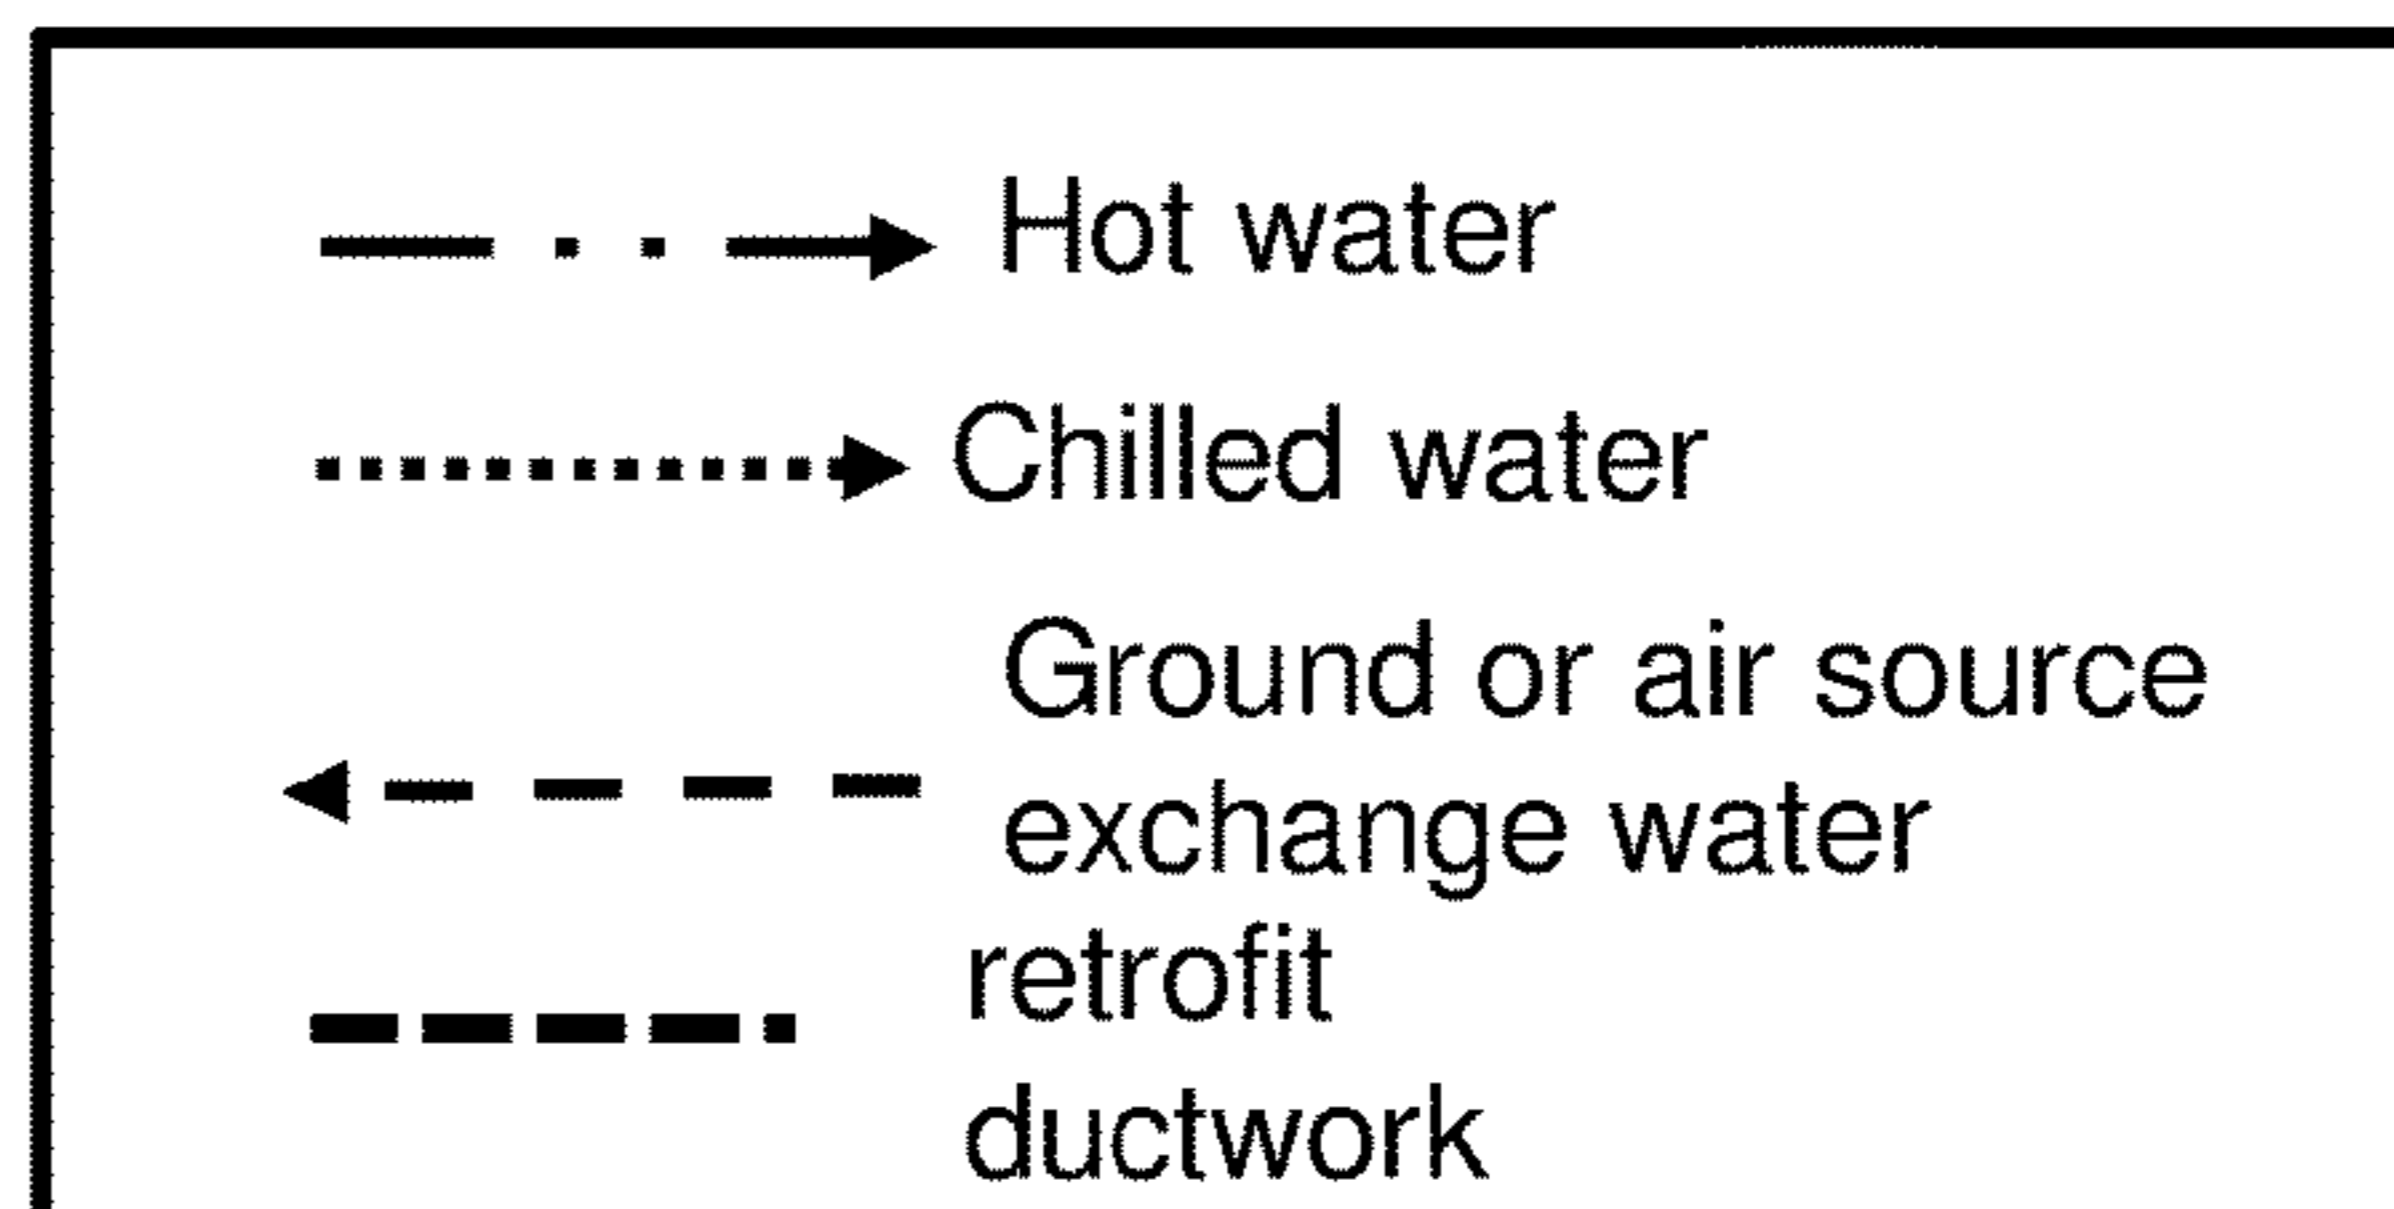 Hot water
Chilled water
Ground or air source
exchange water
retrofit
ductwork